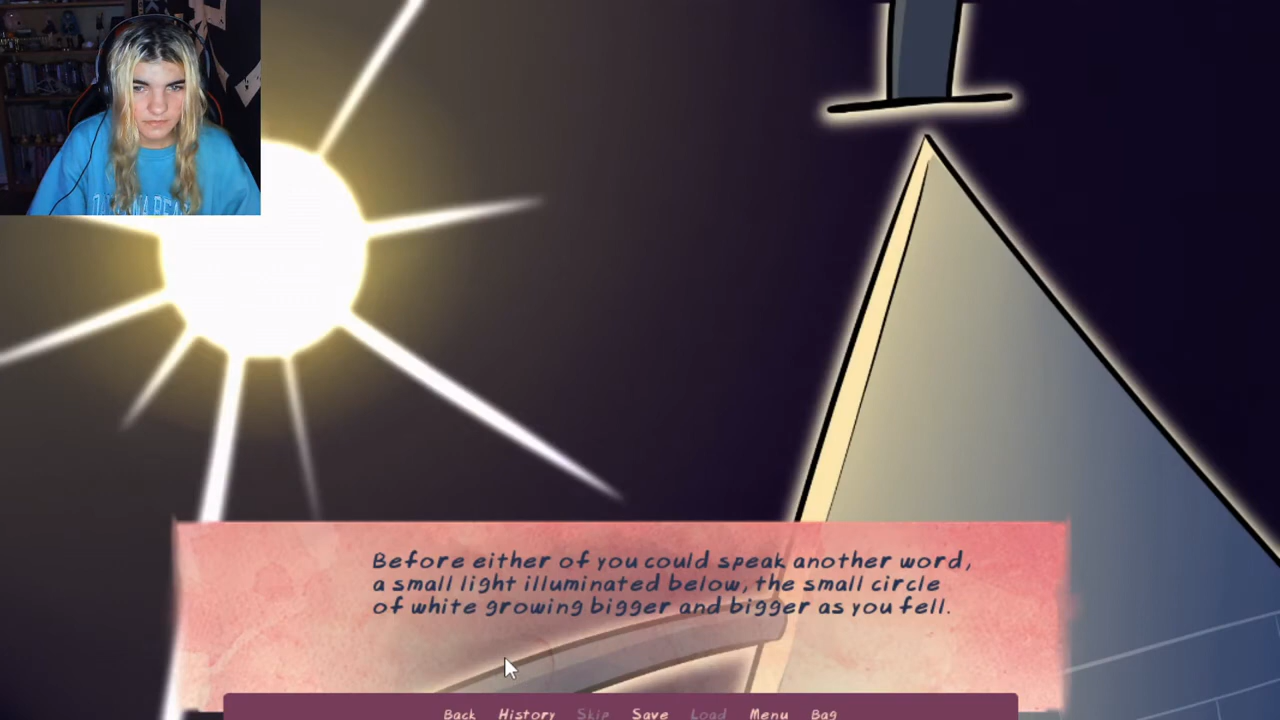 Before either of you could speak another word,
a small light illuminated below, the small circle
of white growing bigger and bigger as you fell.
Back History Skip Save Load Menu Bag